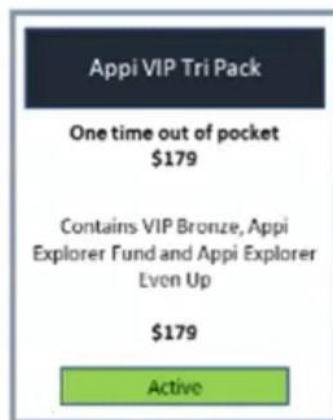 Appi VIP Tri Pack
One time out of pocket
$179
Contains VIP Bronze, Appi
Explorer Fund and Appi Explorer
Even Up
$179
Active